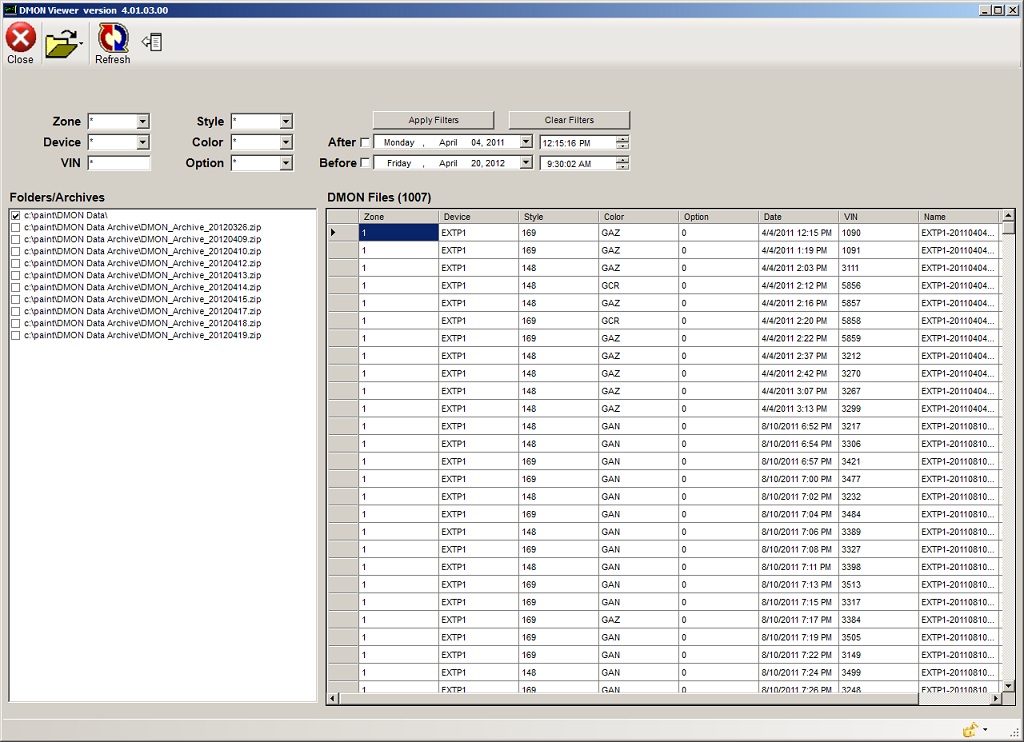 DMON Viewer version 4.01.03.00
Close Refresh
Zone * Style * Apply Filters Clear Filters
Device * Color * After Monday , April 04, 2011 12:15:16 PM
VIN * Option * Before Friday , April 20, 2012 9:30:02 AM
Folders/Archives
c:\paint\DMON Data\
c:\paint\DMON Data Archive\DMON_Archive_20120326.zip
c:\paint\DMON Data Archive\DMON_Archive_20120409.zip
c:\paint\DMON Data Archive\DMON_Archive_20120410.zip
c:\paint\DMON Data Archive\DMON_Archive_20120412.zip
c:\paint\DMON Data Archive\DMON_Archive_20120413.zip
c:\paint\DMON Data Archive\DMON_Archive_20120414.zip
c:\paint\DMON Data Archive\DMON_Archive_20120415.zip
c:\paint\DMON Data Archive\DMON_Archive_20120417.zip
c:\paint\DMON Data Archive\DMON_Archive_20120418.zip
c:\paint\DMON Data Archive\DMON_Archive_20120419.zip
DMON Files (1007)
Zone Device Style Color Option Date VIN Name
1 EXTP1 169 GAZ 0 4/4/2011 12:15 PM 1090 EXTP1-20110404...
1 EXTP1 169 GAZ 0 4/4/2011 1:19 PM 1091 EXTP1-20110404...
1 EXTP1 148 GAZ 0 4/4/2011 2:03 PM 3111 EXTP1-20110404...
1 EXTP1 148 GCR 0 4/4/2011 2:12 PM 5856 EXTP1-20110404...
1 EXTP1 148 GAZ 0 4/4/2011 2:16 PM 5857 EXTP1-20110404...
1 EXTP1 169 GCR 0 4/4/2011 2:20 PM 5858 EXTP1-20110404...
1 EXTP1 169 GAZ 0 4/4/2011 2:22 PM 5859 EXTP1-20110404...
1 EXTP1 148 GAZ 0 4/4/2011 2:37 PM 3212 EXTP1-20110404...
1 EXTP1 148 GAZ 0 4/4/2011 2:42 PM 3270 EXTP1-20110404...
1 EXTP1 148 GAZ 0 4/4/2011 3:07 PM 3267 EXTP1-20110404...
1 EXTP1 148 GAZ 0 4/4/2011 3:13 PM 3299 EXTP1-20110404...
1 EXTP1 148 GAN 0 8/10/2011 6:52 PM 3217 EXTP1-20110810...
1 EXTP1 148 GAN 0 8/10/2011 6:54 PM 3306 EXTP1-20110810...
1 EXTP1 169 GAN 0 8/10/2011 6:57 PM 3421 EXTP1-20110810...
1 EXTP1 169 GAN 0 8/10/2011 7:00 PM 3477 EXTP1-20110810...
1 EXTP1 148 GAN 0 8/10/2011 7:02 PM 3232 EXTP1-20110810...
1 EXTP1 169 GAN 0 8/10/2011 7:04 PM 3484 EXTP1-20110810...
1 EXTP1 148 GAN 0 8/10/2011 7:06 PM 3389 EXTP1-20110810...
1 EXTP1 169 GAN 0 8/10/2011 7:08 PM 3327 EXTP1-20110810...
1 EXTP1 148 GAN 0 8/10/2011 7:11 PM 3398 EXTP1-20110810...
1 EXTP1 169 GAN 0 8/10/2011 7:13 PM 3513 EXTP1-20110810...
1 EXTP1 169 GAN 0 8/10/2011 7:15 PM 3317 EXTP1-20110810...
1 EXTP1 169 GAZ 0 8/10/2011 7:17 PM 3384 EXTP1-20110810...
1 EXTP1 169 GAN 0 8/10/2011 7:19 PM 3505 EXTP1-20110810...
1 EXTP1 169 GAN 0 8/10/2011 7:22 PM 3149 EXTP1-20110810...
1 EXTP1 148 GAN 0 8/10/2011 7:24 PM 3499 EXTP1-20110810...
1 EXTP1 169 GAN 0 8/10/2011 7:26 PM 3248 EXTP1-20110810...